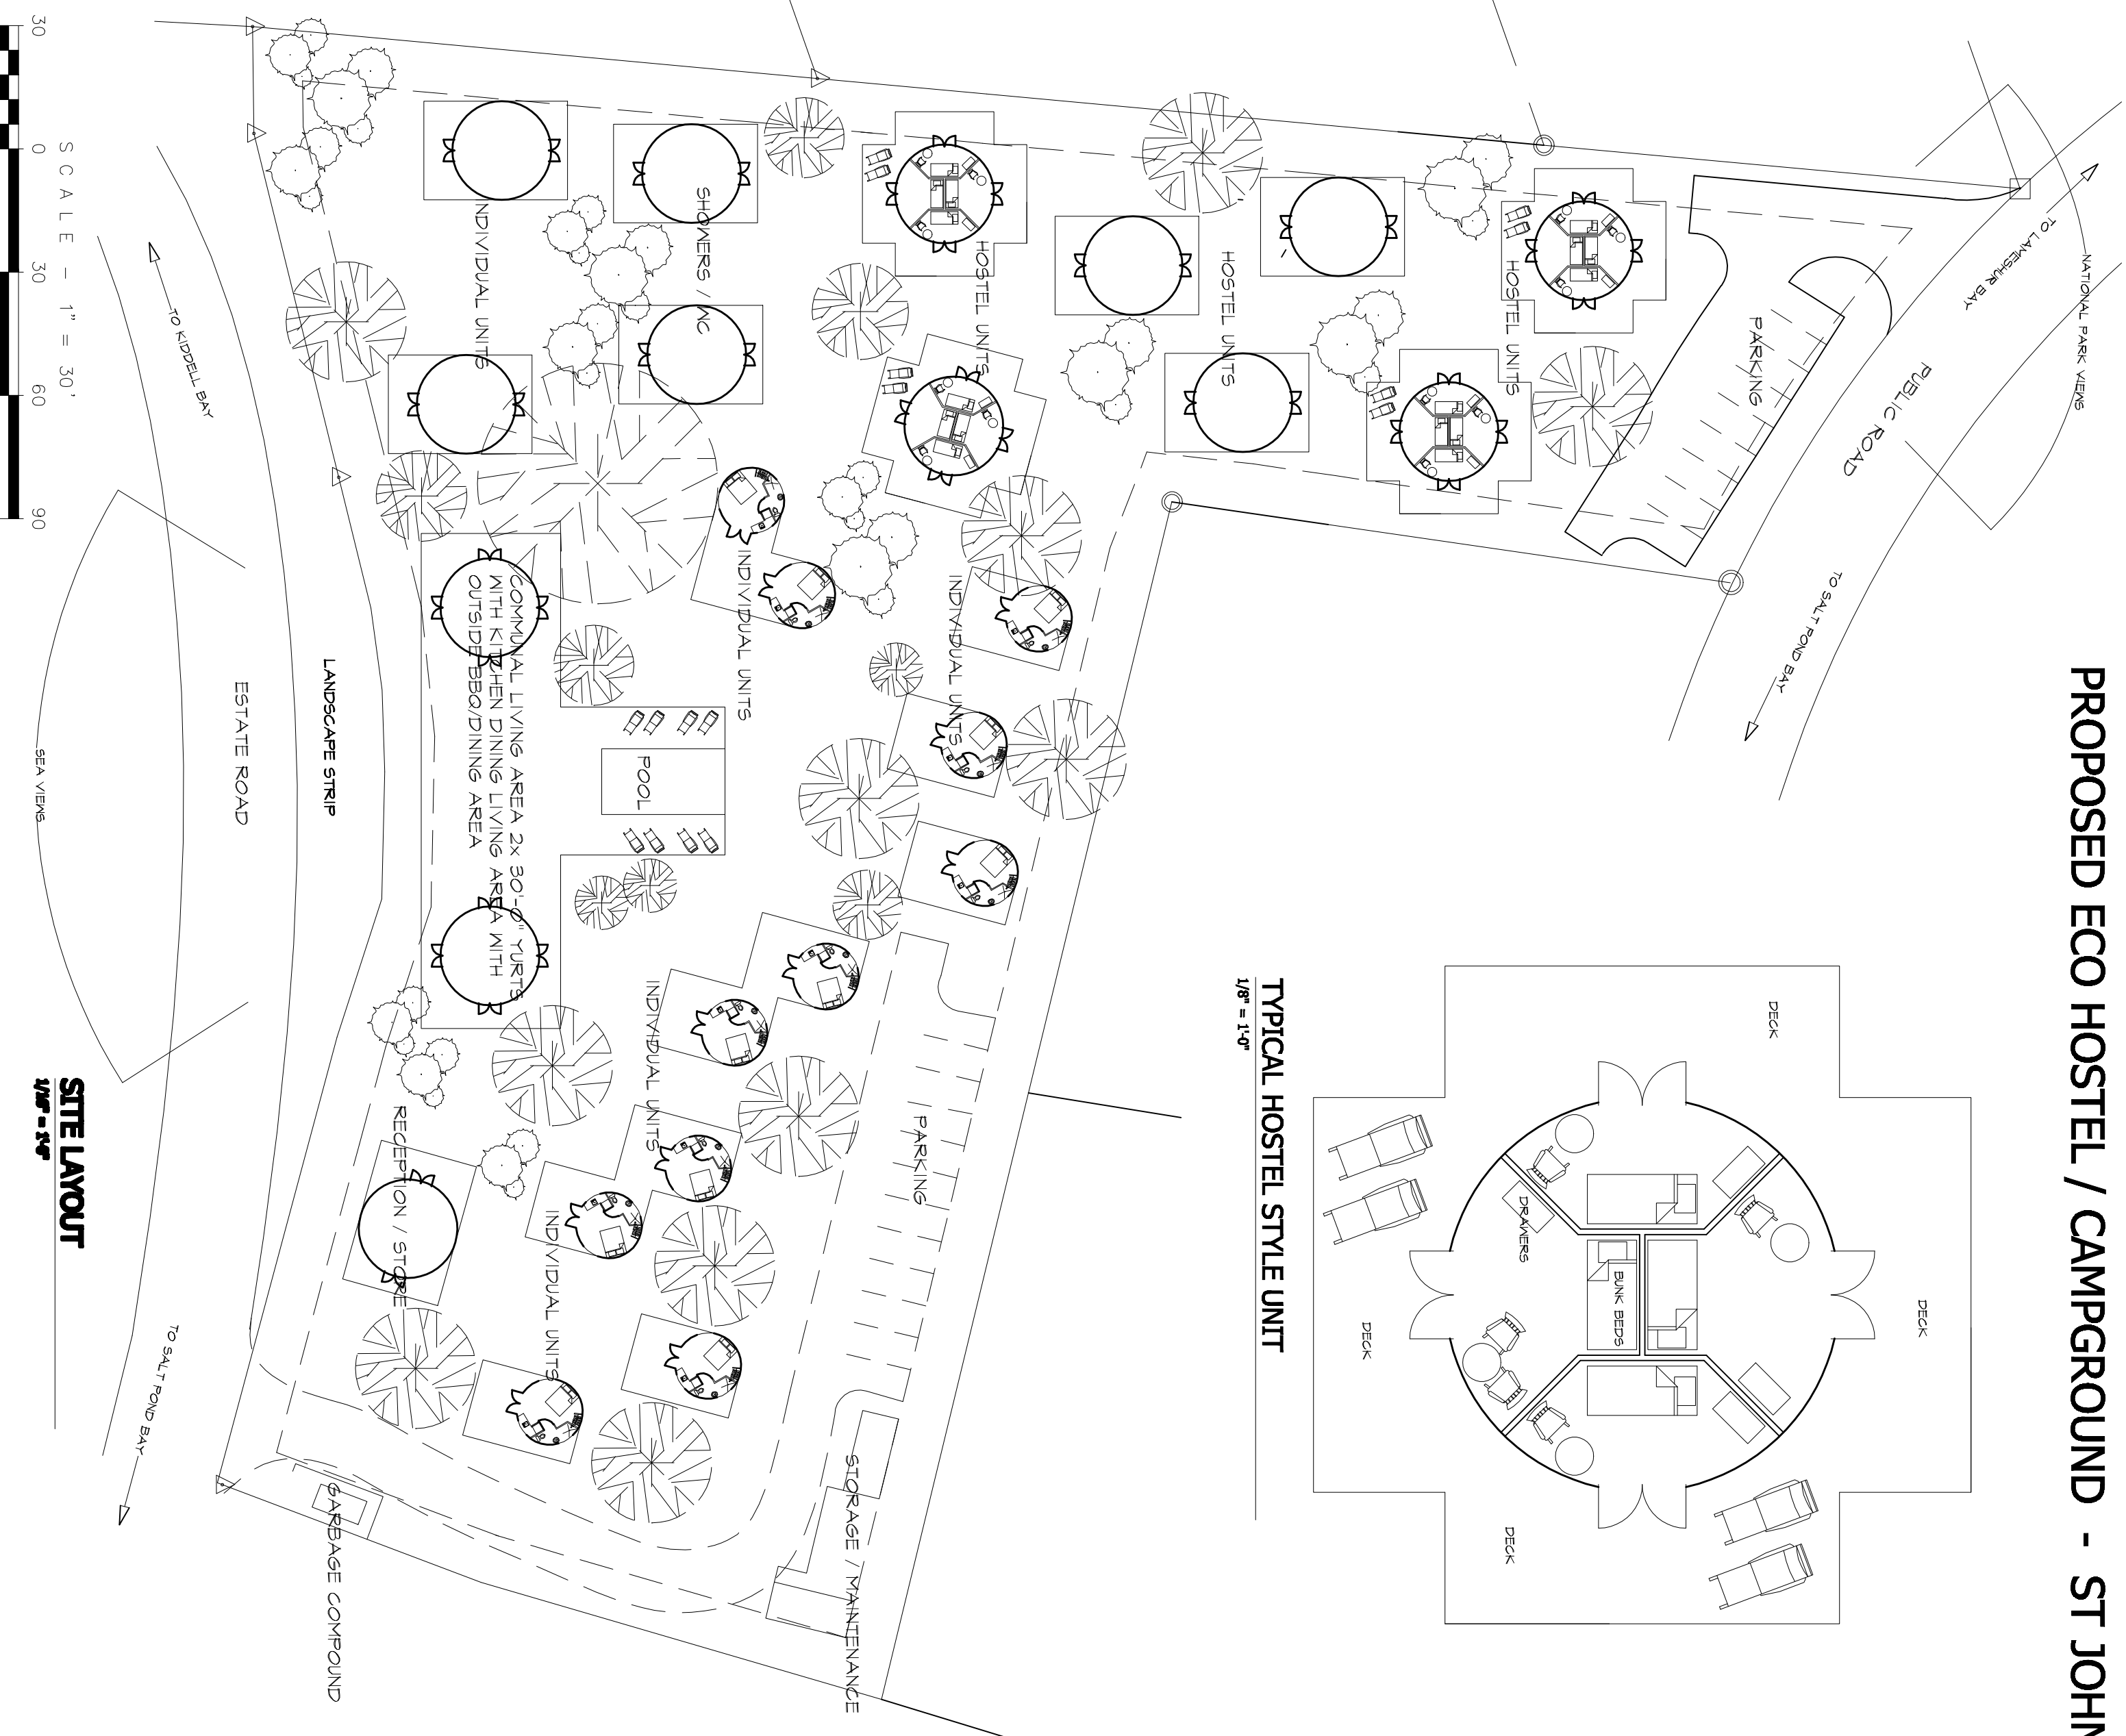 PROPOSED ECO HOSTEL / CAMPGROUND - ST JOHN
NATIONAL PARK VIEWS
TO LAMESHUR BAY
PUBLIC ROAD
TO SALT POND BAY
PARKING
DECK
DECK
BUNK BEDS
DRAWERS
DECK
DECK
TYPICAL HOSTEL STYLE UNIT
1/8" = 1'-0"
HOSTEL UNITS
HOSTEL UNITS
HOSTEL UNITS
INDIVIDUAL UNITS
PARKING
STORAGE / MAINTENANCE
INDIVIDUAL UNITS
SHOWERS / WC
INDIVIDUAL UNITS
POOL
INDIVIDUAL UNITS
COMMUNAL LIVING AREA 2x 30'-0" YURTS
WITH KITCHEN DINING LIVING AREA WITH
OUTSIDE BBQ/DINING AREA
INDIVIDUAL UNITS
RECEPTION / STORE
GARBAGE COMPOUND
LANDSCAPE STRIP
ESTATE ROAD
TO KIDDELL BAY
TO SALT POND BAY
SEA VIEWS
SCALE - 1" = 30'
30 0 30 60 90
SITE LAYOUT
1/16" = 1'-0"